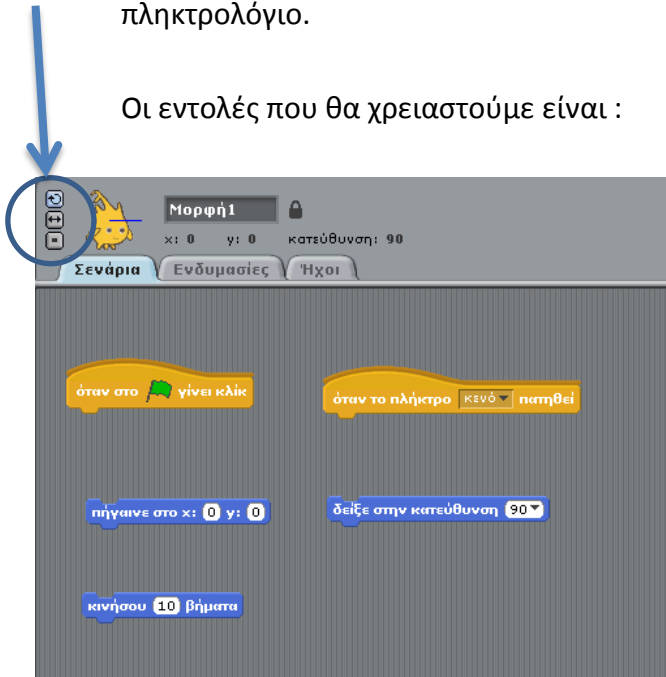 πληκτρολόγιο.
Οι εντολές που θα χρειαστούμε είναι :
Μορφή1
x: 0 y: 0 κατεύθυνση: 90
Σενάρια Ενδυμασίες Ήχοι
όταν στο γίνει κλίκ
όταν το πλήκτρο κενό πατηθεί
πήγαινε στο x: 0 y: 0
δείξε στην κατεύθυνση 90
κινήσου 10 βήματα